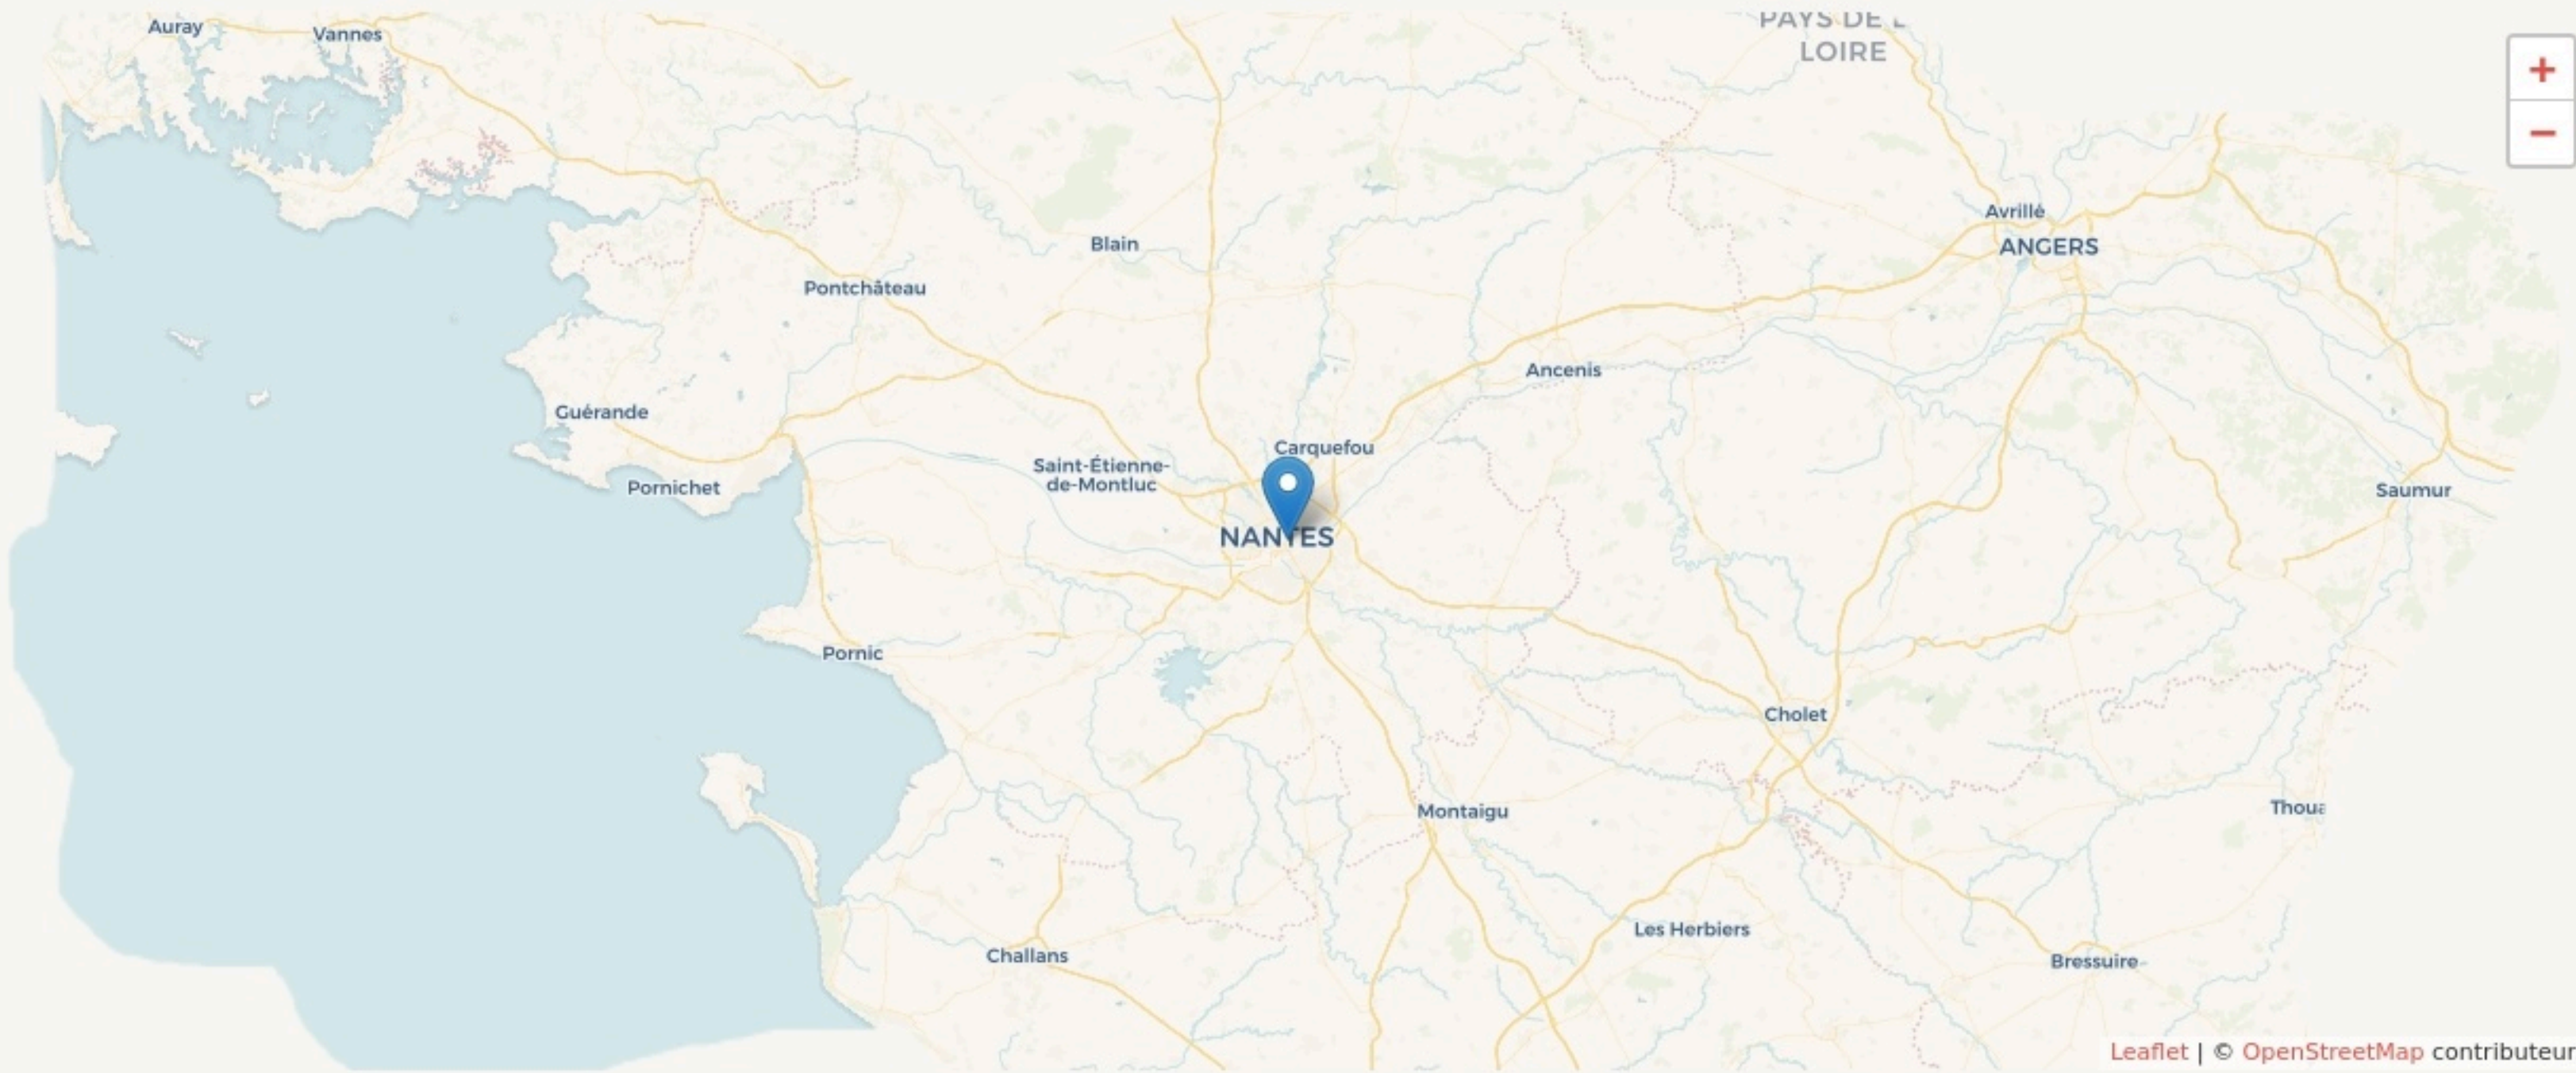 PAYS DE L
LOIRE
Auray
Vannes
+
−
Avrillé
ANGERS
Blain
Pontchâteau
Ancenis
Guérande
Carquefou
Saint-Étienne-
de-Montluc
Pornichet
Saumur
NANTES
Pornic
Cholet
Montaigu
Thoua
Les Herbiers
Challans
Bressuire
Leaflet | © OpenStreetMap contributeur